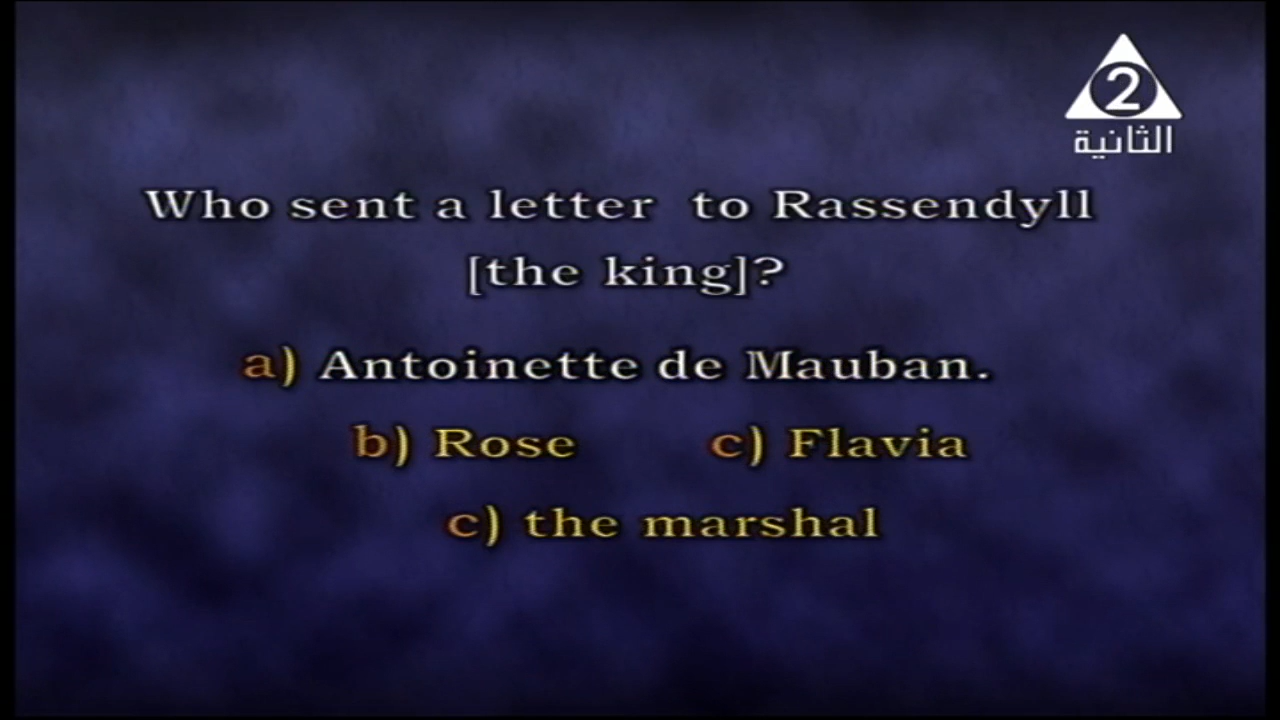 2
الثانية
Who sent a letter to Rassendyll
[the king]?
a) Antoinette de Mauban.
b) Rose c) Flavia
c) the marshal